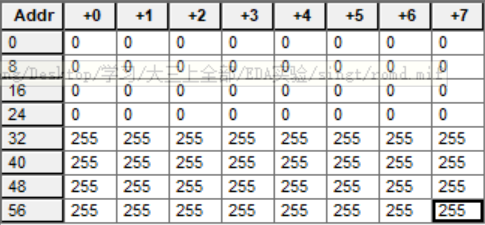 Addr +0 +1 +2 +3 +4 +5 +6 +7
0 0 0 0 0 0 0 0 0
8 0 0 0 0 0 0 0 0
/Desktop/学习/大三上全部/EDA实验/singt/romd.mif
16 0 0 0 0 0 0 0 0
24 0 0 0 0 0 0 0 0
32 255 255 255 255 255 255 255 255
40 255 255 255 255 255 255 255 255
48 255 255 255 255 255 255 255 255
56 255 255 255 255 255 255 255 255